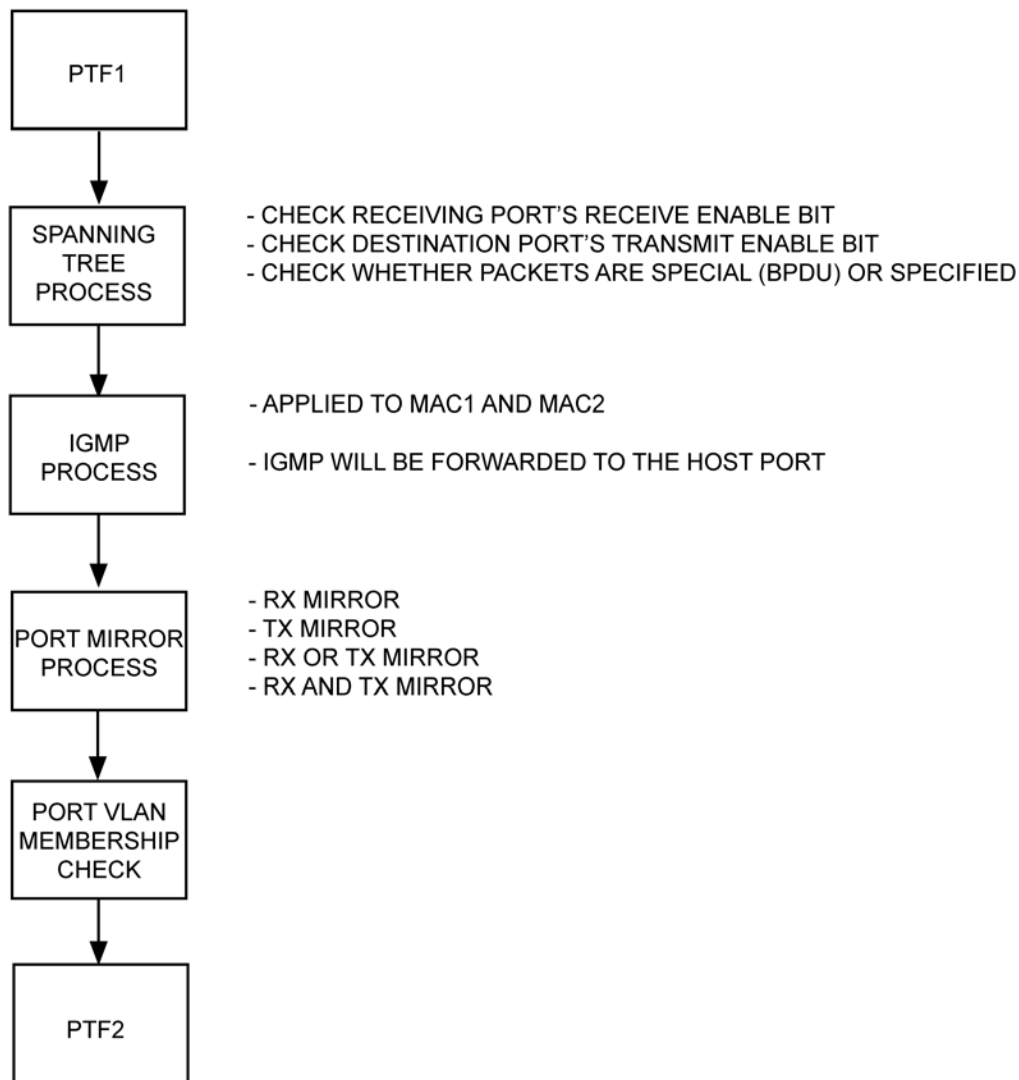 PTF1
SPANNING
TREE
PROCESS
- CHECK RECEIVING PORT'S RECEIVE ENABLE BIT
- CHECK DESTINATION PORT'S TRANSMIT ENABLE BIT
- CHECK WHETHER PACKETS ARE SPECIAL (BPDU) OR SPECIFIED
IGMP
PROCESS
- APPLIED TO MAC1 AND MAC2
- IGMP WILL BE FORWARDED TO THE HOST PORT
PORT MIRROR
PROCESS
- RX MIRROR
- TX MIRROR
- RX OR TX MIRROR
- RX AND TX MIRROR
PORT VLAN
MEMBERSHIP
CHECK
PTF2